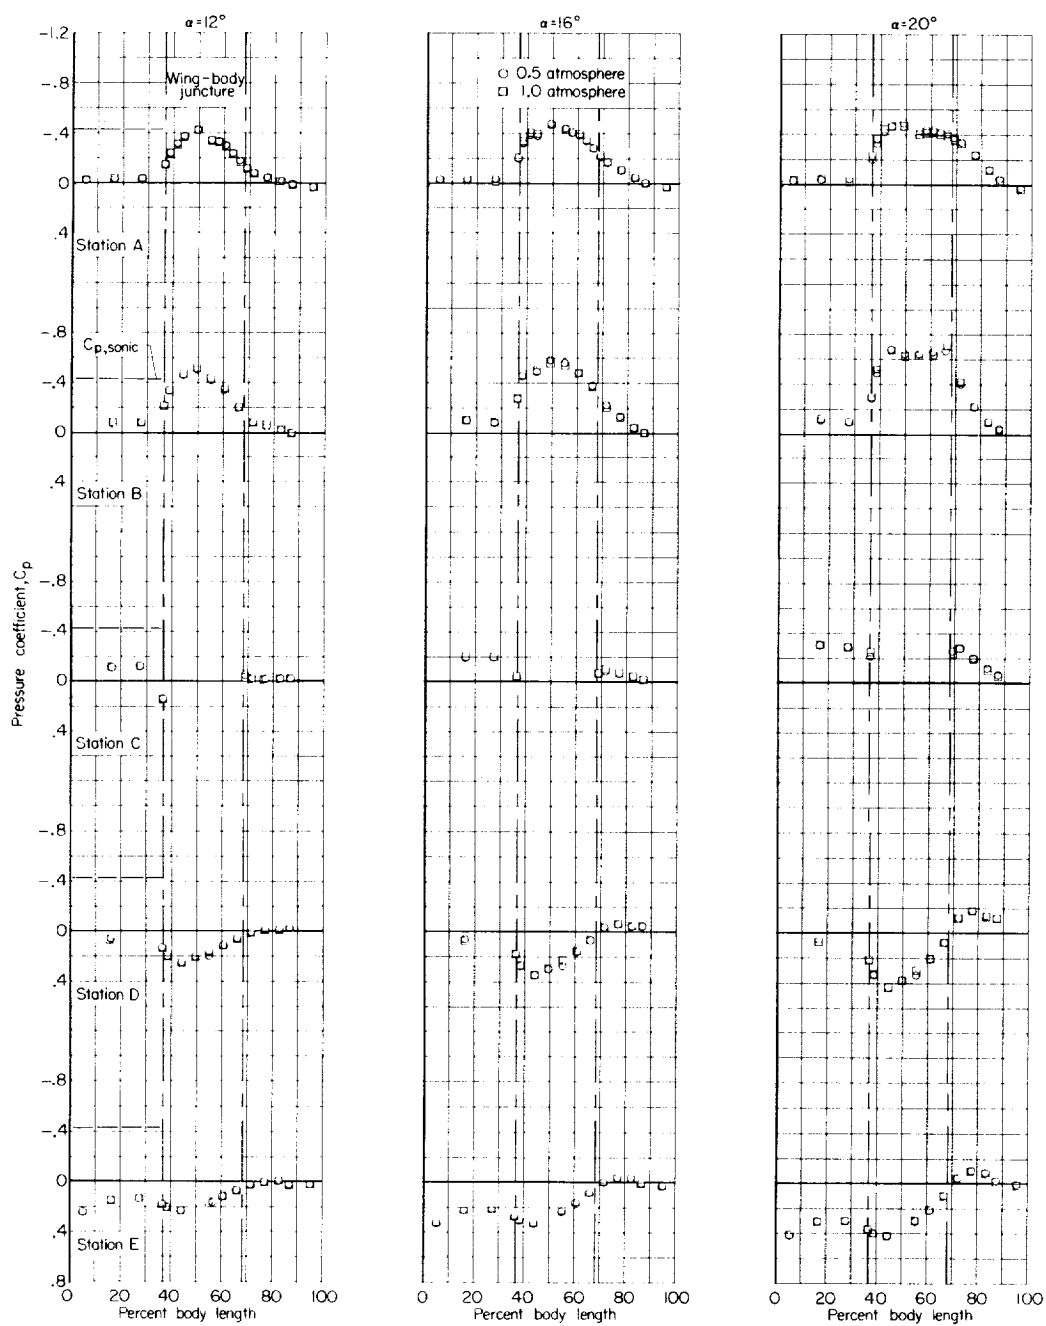 α=12° α=16° α=20°
-1.2
-.8
Wing-body
juncture
○ 0.5 atmosphere
□ 1.0 atmosphere
-.4
0
.4
Station A
-.8
Cp,sonic
-.4
0
.4
Station B
-.8
-.4
0
.4
Station C
-.8
-.4
0
.4
Station D
-.8
-.4
0
.4
Station E
.8
Pressure coefficient, Cp
0 20 40 60 80 100 0 20 40 60 80 100 0 20 40 60 80 100
Percent body length Percent body length Percent body length